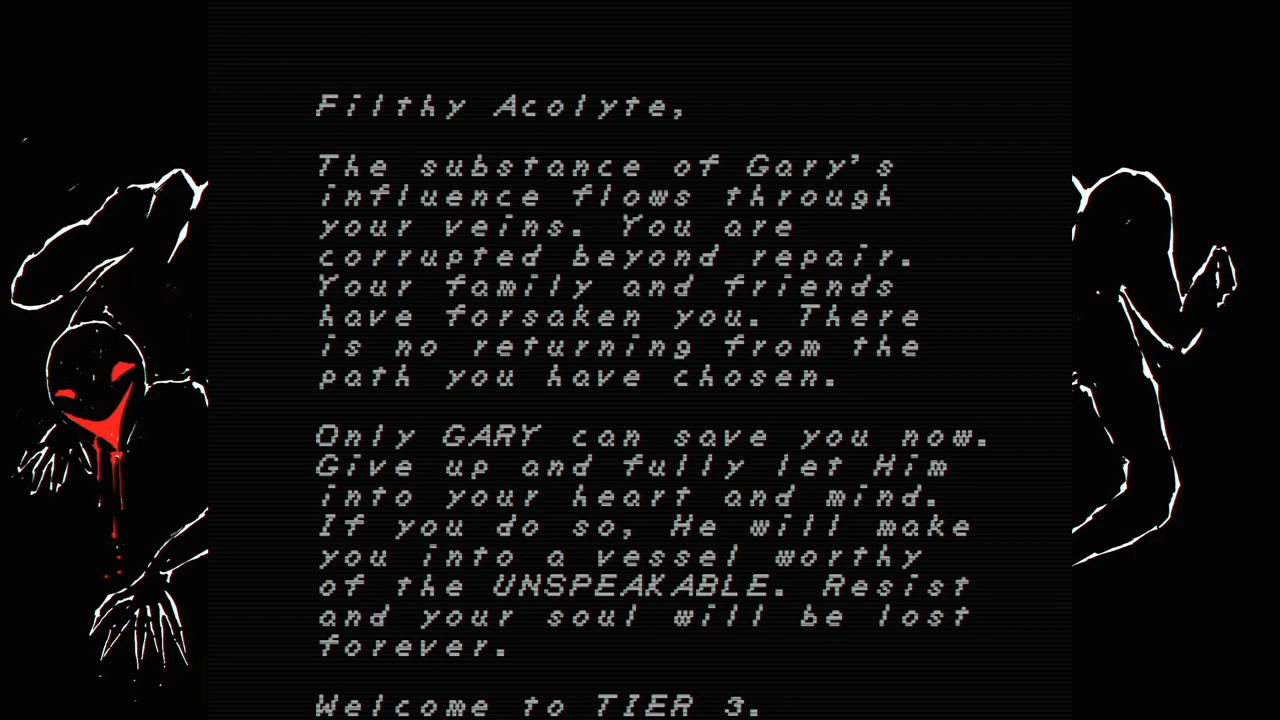 Filthy Acolyte,
The substance of Gary's
influence flows through
your veins. You are
corrupted beyond repair.
Your family and friends
have forsaken you. There
is no returning from the
path you have chosen.
Only GARY can save you now.
Give up and fully let Him
into your heart and mind.
If you do so, He will make
you into a vessel worthy
of the UNSPEAKABLE. Resist
and your soul will be lost
forever.
Welcome to TIER 3.